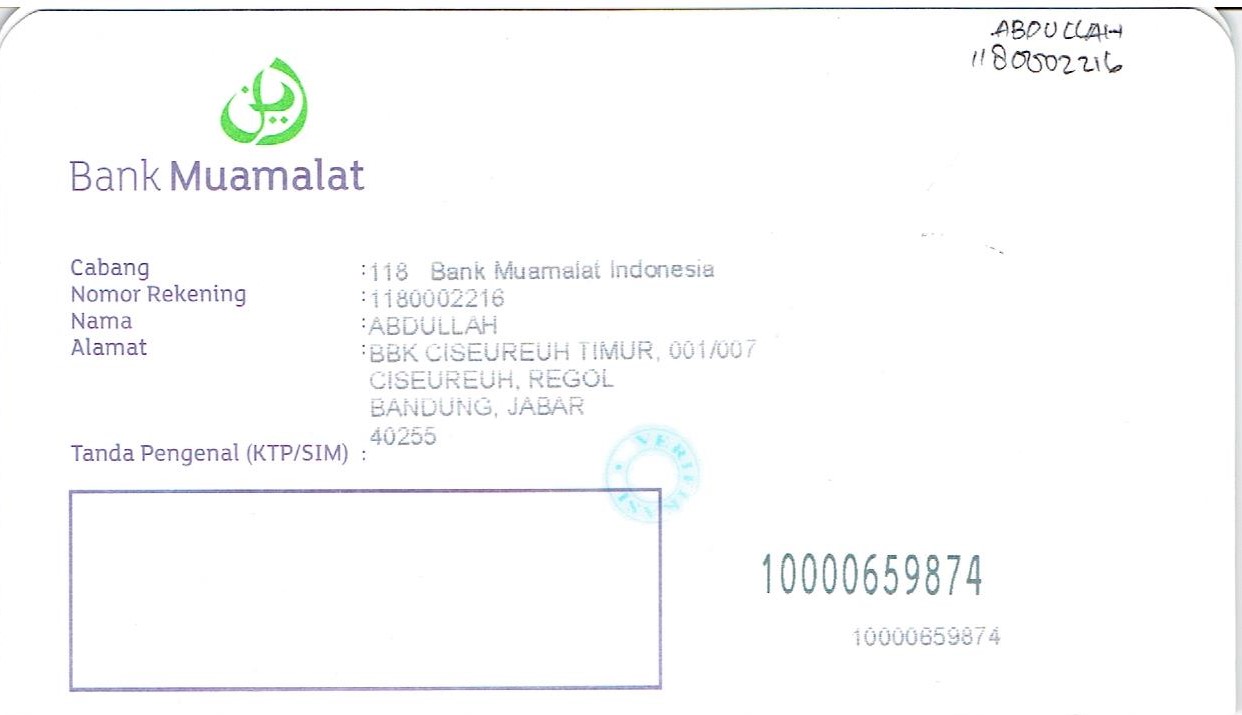 ABDULLAH
1180002216
Bank Muamalat
Cabang :118 Bank Muamalat Indonesia
Nomor Rekening :1180002216
Nama :ABDULLAH
Alamat :BBK CISEUREUH TIMUR, 001/007
CISEUREUH, REGOL
BANDUNG, JABAR
40255
Tanda Pengenal (KTP/SIM) :
10000659874
10000659874